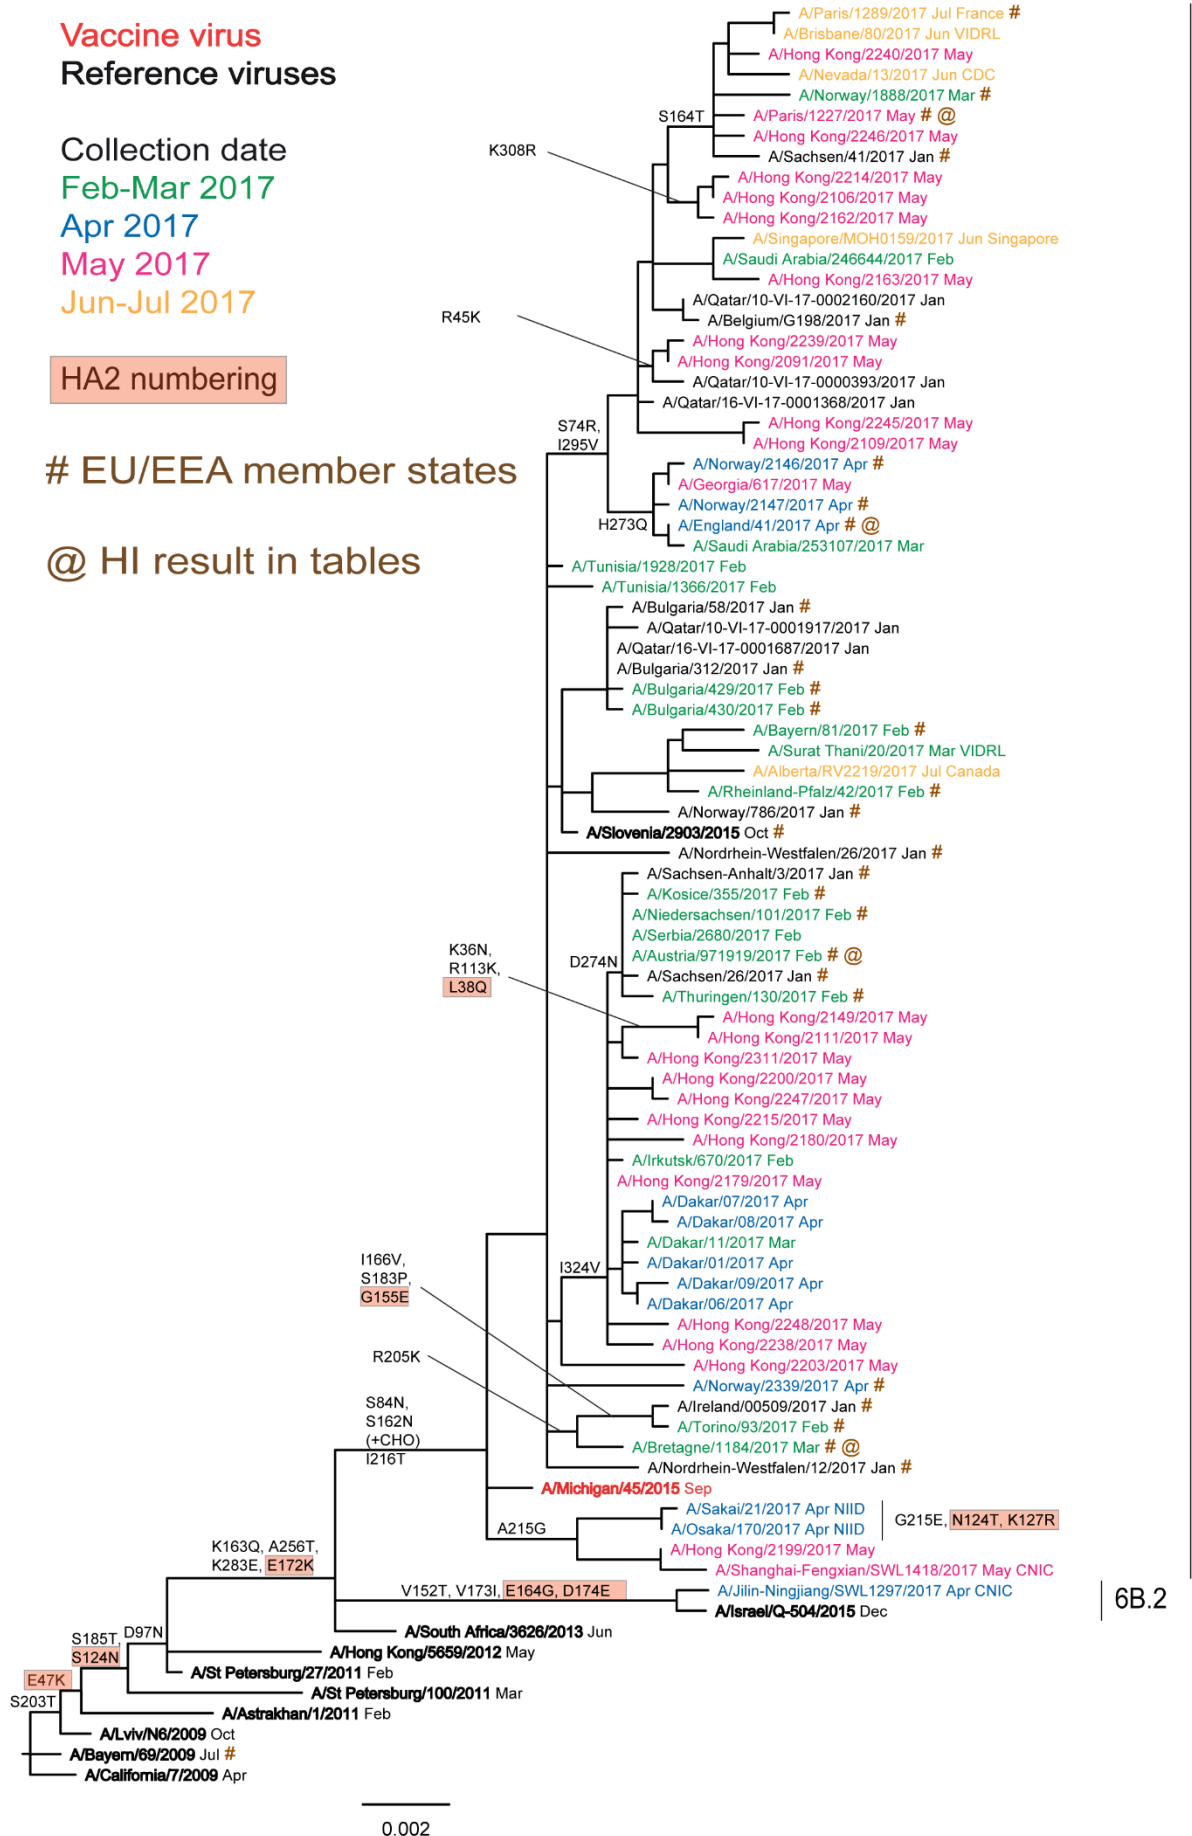 Vaccine virus
Reference viruses
Collection date
Feb-Mar 2017
Apr 2017
May 2017
Jun-Jul 2017
HA2 numbering
# EU/EEA member states
@ HI result in tables
A/Paris/1289/2017 Jul France #
A/Brisbane/80/2017 Jun VIDRL
A/Hong Kong/2240/2017 May
A/Nevada/13/2017 Jun CDC
A/Norway/1888/2017 Mar #
S164T
A/Paris/1227/2017 May # @
A/Hong Kong/2246/2017 May
K308R
A/Sachsen/41/2017 Jan #
A/Hong Kong/2214/2017 May
A/Hong Kong/2106/2017 May
A/Hong Kong/2162/2017 May
A/Singapore/MOH0159/2017 Jun Singapore
A/Saudi Arabia/246644/2017 Feb
A/Hong Kong/2163/2017 May
A/Qatar/10-VI-17-0002160/2017 Jan
R45K
A/Belgium/G198/2017 Jan #
A/Hong Kong/2239/2017 May
A/Hong Kong/2091/2017 May
A/Qatar/10-VI-17-0000393/2017 Jan
A/Qatar/16-VI-17-0001368/2017 Jan
S74R,
I295V
A/Hong Kong/2245/2017 May
A/Hong Kong/2109/2017 May
A/Norway/2146/2017 Apr #
A/Georgia/617/2017 May
A/Norway/2147/2017 Apr #
H273Q
A/England/41/2017 Apr # @
A/Saudi Arabia/253107/2017 Mar
A/Tunisia/1928/2017 Feb
A/Tunisia/1366/2017 Feb
A/Bulgaria/58/2017 Jan #
A/Qatar/10-VI-17-0001917/2017 Jan
A/Qatar/16-VI-17-0001687/2017 Jan
A/Bulgaria/312/2017 Jan #
A/Bulgaria/429/2017 Feb #
A/Bulgaria/430/2017 Feb #
A/Bayern/81/2017 Feb #
A/Surat Thani/20/2017 Mar VIDRL
A/Alberta/RV2219/2017 Jul Canada
A/Rheinland-Pfalz/42/2017 Feb #
A/Norway/786/2017 Jan #
A/Slovenia/2903/2015 Oct #
A/Nordrhein-Westfalen/26/2017 Jan #
A/Sachsen-Anhalt/3/2017 Jan #
A/Kosice/355/2017 Feb #
A/Niedersachsen/101/2017 Feb #
A/Serbia/2680/2017 Feb
K36N,
R113K,
L38Q
D274N
A/Austria/971919/2017 Feb # @
A/Sachsen/26/2017 Jan #
A/Thuringen/130/2017 Feb #
A/Hong Kong/2149/2017 May
A/Hong Kong/2111/2017 May
A/Hong Kong/2311/2017 May
A/Hong Kong/2200/2017 May
A/Hong Kong/2247/2017 May
A/Hong Kong/2215/2017 May
A/Hong Kong/2180/2017 May
A/Irkutsk/670/2017 Feb
A/Hong Kong/2179/2017 May
A/Dakar/07/2017 Apr
A/Dakar/08/2017 Apr
A/Dakar/11/2017 Mar
I166V,
S183P,
G155E
I324V
A/Dakar/01/2017 Apr
A/Dakar/09/2017 Apr
A/Dakar/06/2017 Apr
A/Hong Kong/2248/2017 May
A/Hong Kong/2238/2017 May
R205K
A/Hong Kong/2203/2017 May
A/Norway/2339/2017 Apr #
S84N,
S162N
(+CHO)
I216T
A/Ireland/00509/2017 Jan #
A/Torino/93/2017 Feb #
A/Bretagne/1184/2017 Mar # @
A/Nordrhein-Westfalen/12/2017 Jan #
A/Michigan/45/2015 Sep
A/Sakai/21/2017 Apr NIID
A215G
A/Osaka/170/2017 Apr NIID
G215E, N124T, K127R
A/Hong Kong/2199/2017 May
K163Q, A256T,
K283E, E172K
A/Shanghai-Fengxian/SWL1418/2017 May CNIC
V152T, V173I, E164G, D174E
A/Jilin-Ningjiang/SWL1297/2017 Apr CNIC
A/Israel/Q-504/2015 Dec
6B.2
A/South Africa/3626/2013 Jun
S185T,
S124N
D97N
A/Hong Kong/5659/2012 May
A/St Petersburg/27/2011 Feb
E47K
A/St Petersburg/100/2011 Mar
S203T
A/Astrakhan/1/2011 Feb
A/Lviv/N6/2009 Oct
A/Bayern/69/2009 Jul #
A/California/7/2009 Apr
0.002